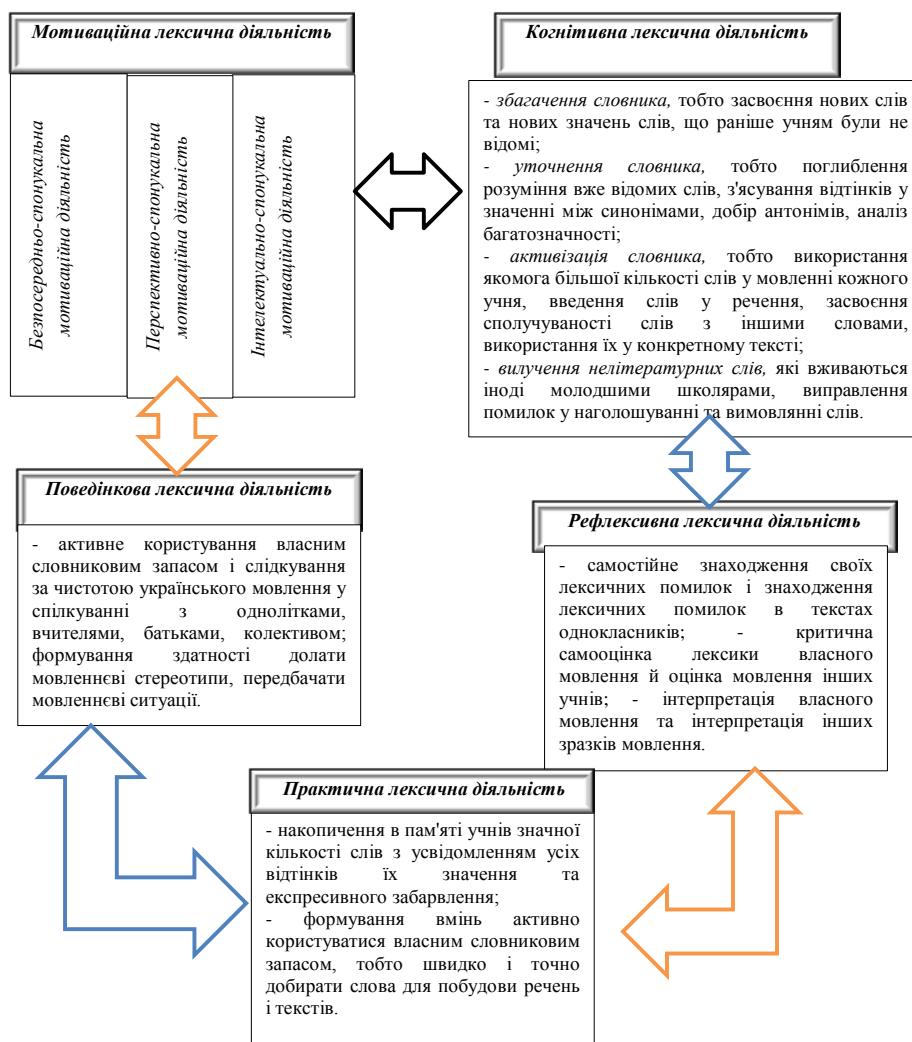 Мотиваційна лексична діяльність
Безпосередньо-спонукальна
мотиваційна діяльність
Перспективно-спонукальна
мотиваційна діяльність
Інтелектуально-спонукальна
мотиваційна діяльність
Когнітивна лексична діяльність
- збагачення словника, тобто засвоєння нових слів
та нових значень слів, що раніше учням були не
відомі;
- уточнення словника, тобто поглиблення
розуміння вже відомих слів, з'ясування відтінків у
значенні між синонімами, добір антонімів, аналіз
багатозначності;
- активізація словника, тобто використання
якомога більшої кількості слів у мовленні кожного
учня, введення слів у речення, засвоєння
сполучуваності слів з іншими словами,
використання їх у конкретному тексті;
- вилучення нелітературних слів, які вживаються
іноді молодшими школярами, виправлення
помилок у наголошуванні та вимовлянні слів.
Поведінкова лексична діяльність
- активне користування власним
словниковим запасом і слідкування
за чистотою українського мовлення у
спілкуванні з однолітками,
вчителями, батьками, колективом;
формування здатності долати
мовленнєві стереотипи, передбачати
мовленнєві ситуації.
Рефлексивна лексична діяльність
- самостійне знаходження своїх
лексичних помилок і знаходження
лексичних помилок в текстах
однокласників; - критична
самооцінка лексики власного
мовлення й оцінка мовлення інших
учнів; - інтерпретація власного
мовлення та інтерпретація інших
зразків мовлення.
Практична лексична діяльність
- накопичення в пам'яті учнів значної
кількості слів з усвідомленням усіх
відтінків їх значення та
експресивного забарвлення;
- формування вмінь активно
користуватися власним словниковим
запасом, тобто швидко і точно
добирати слова для побудови речень
і текстів.